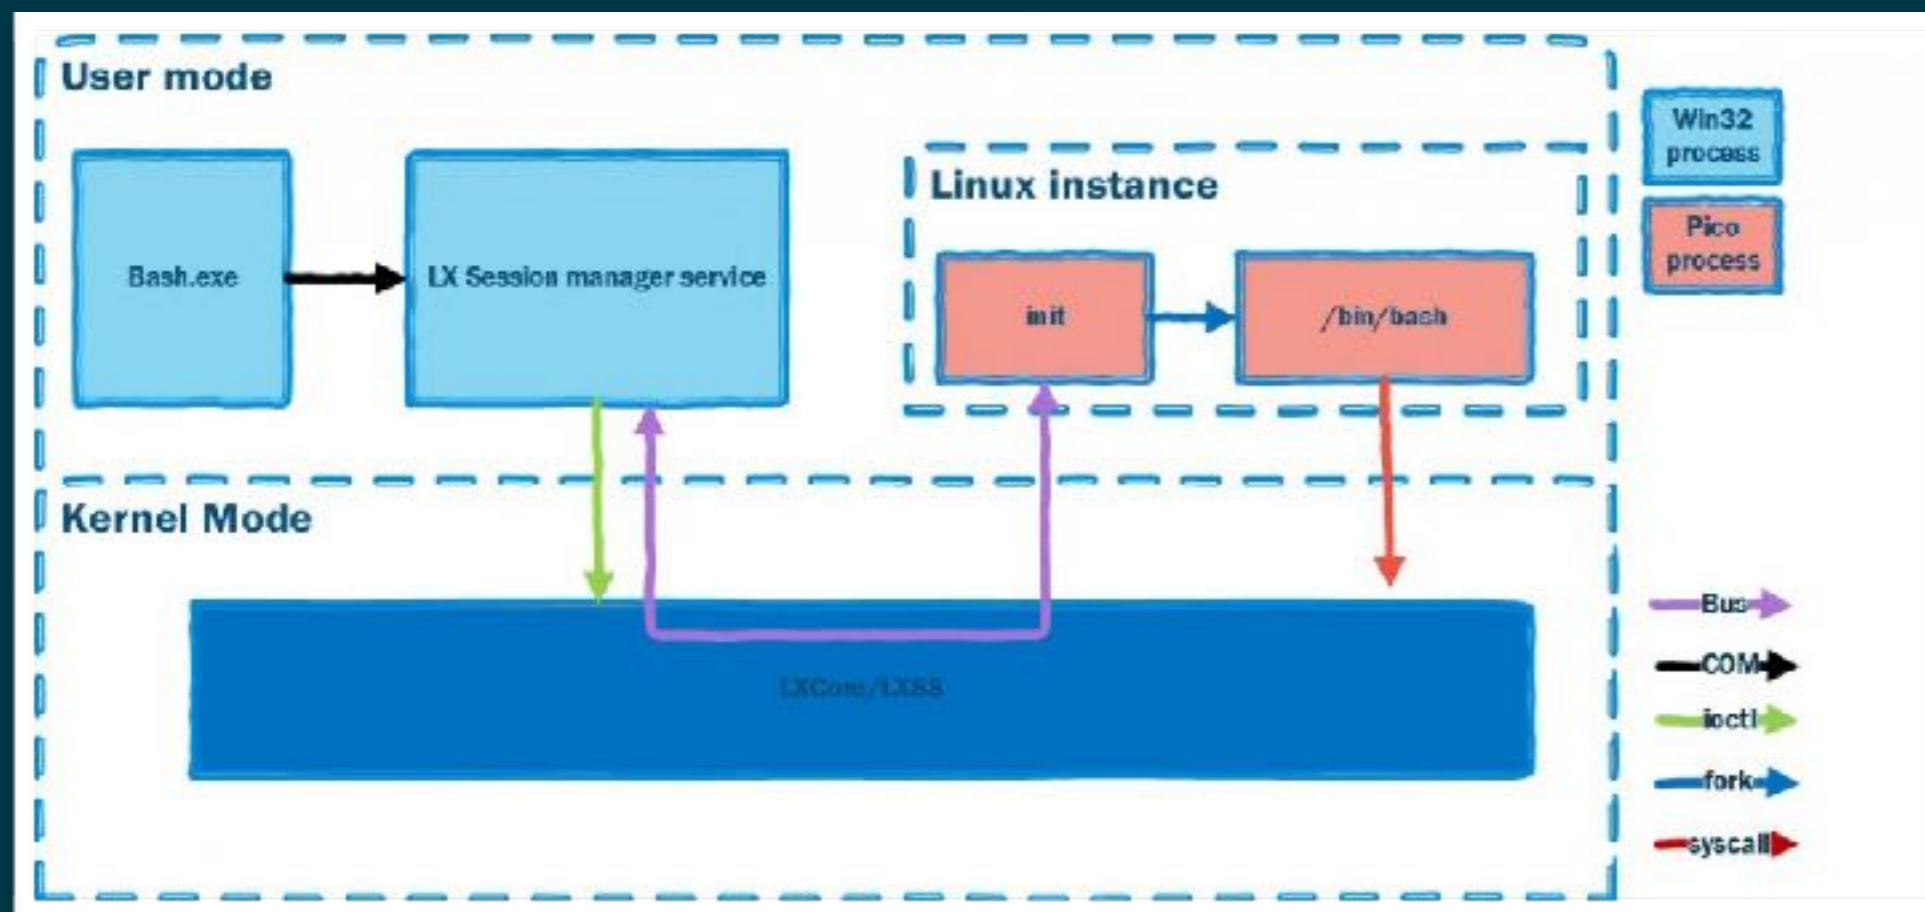 User mode
Bash.exe
LX Session manager service
Linux instance
init
/bin/bash
Kernel Mode
LXCore/LXSS
Win32
process
Pico
process
Bus
COM
ioctl
fork
syscall